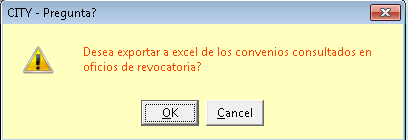 CITY - Pregunta?
Desea exportar a excel de los convenios consultados en
oficios de revocatoria?
OK Cancel